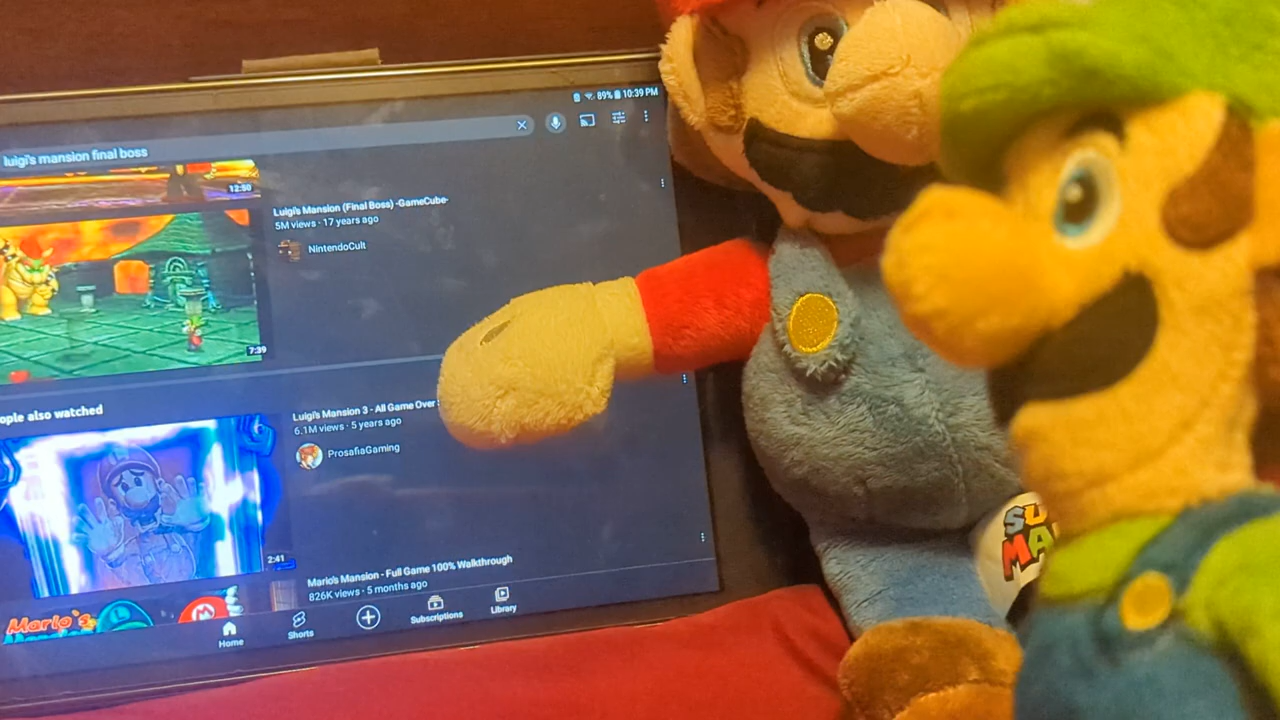 89% 10:39 PM
luigi's mansion final boss
12:50
Luigi's Mansion (Final Boss) -GameCube-
5M views · 17 years ago
NintendoCult
7:39
ople also watched
Luigi's Mansion 3 - All Game Over
6.1M views · 5 years ago
ProsafiaGaming
2:41
Mario's Mansion - Full Game 100% Walkthrough
826K views · 5 months ago
Mario's
Mansion
M
Home
Shorts
Subscriptions
Library
SU
MA